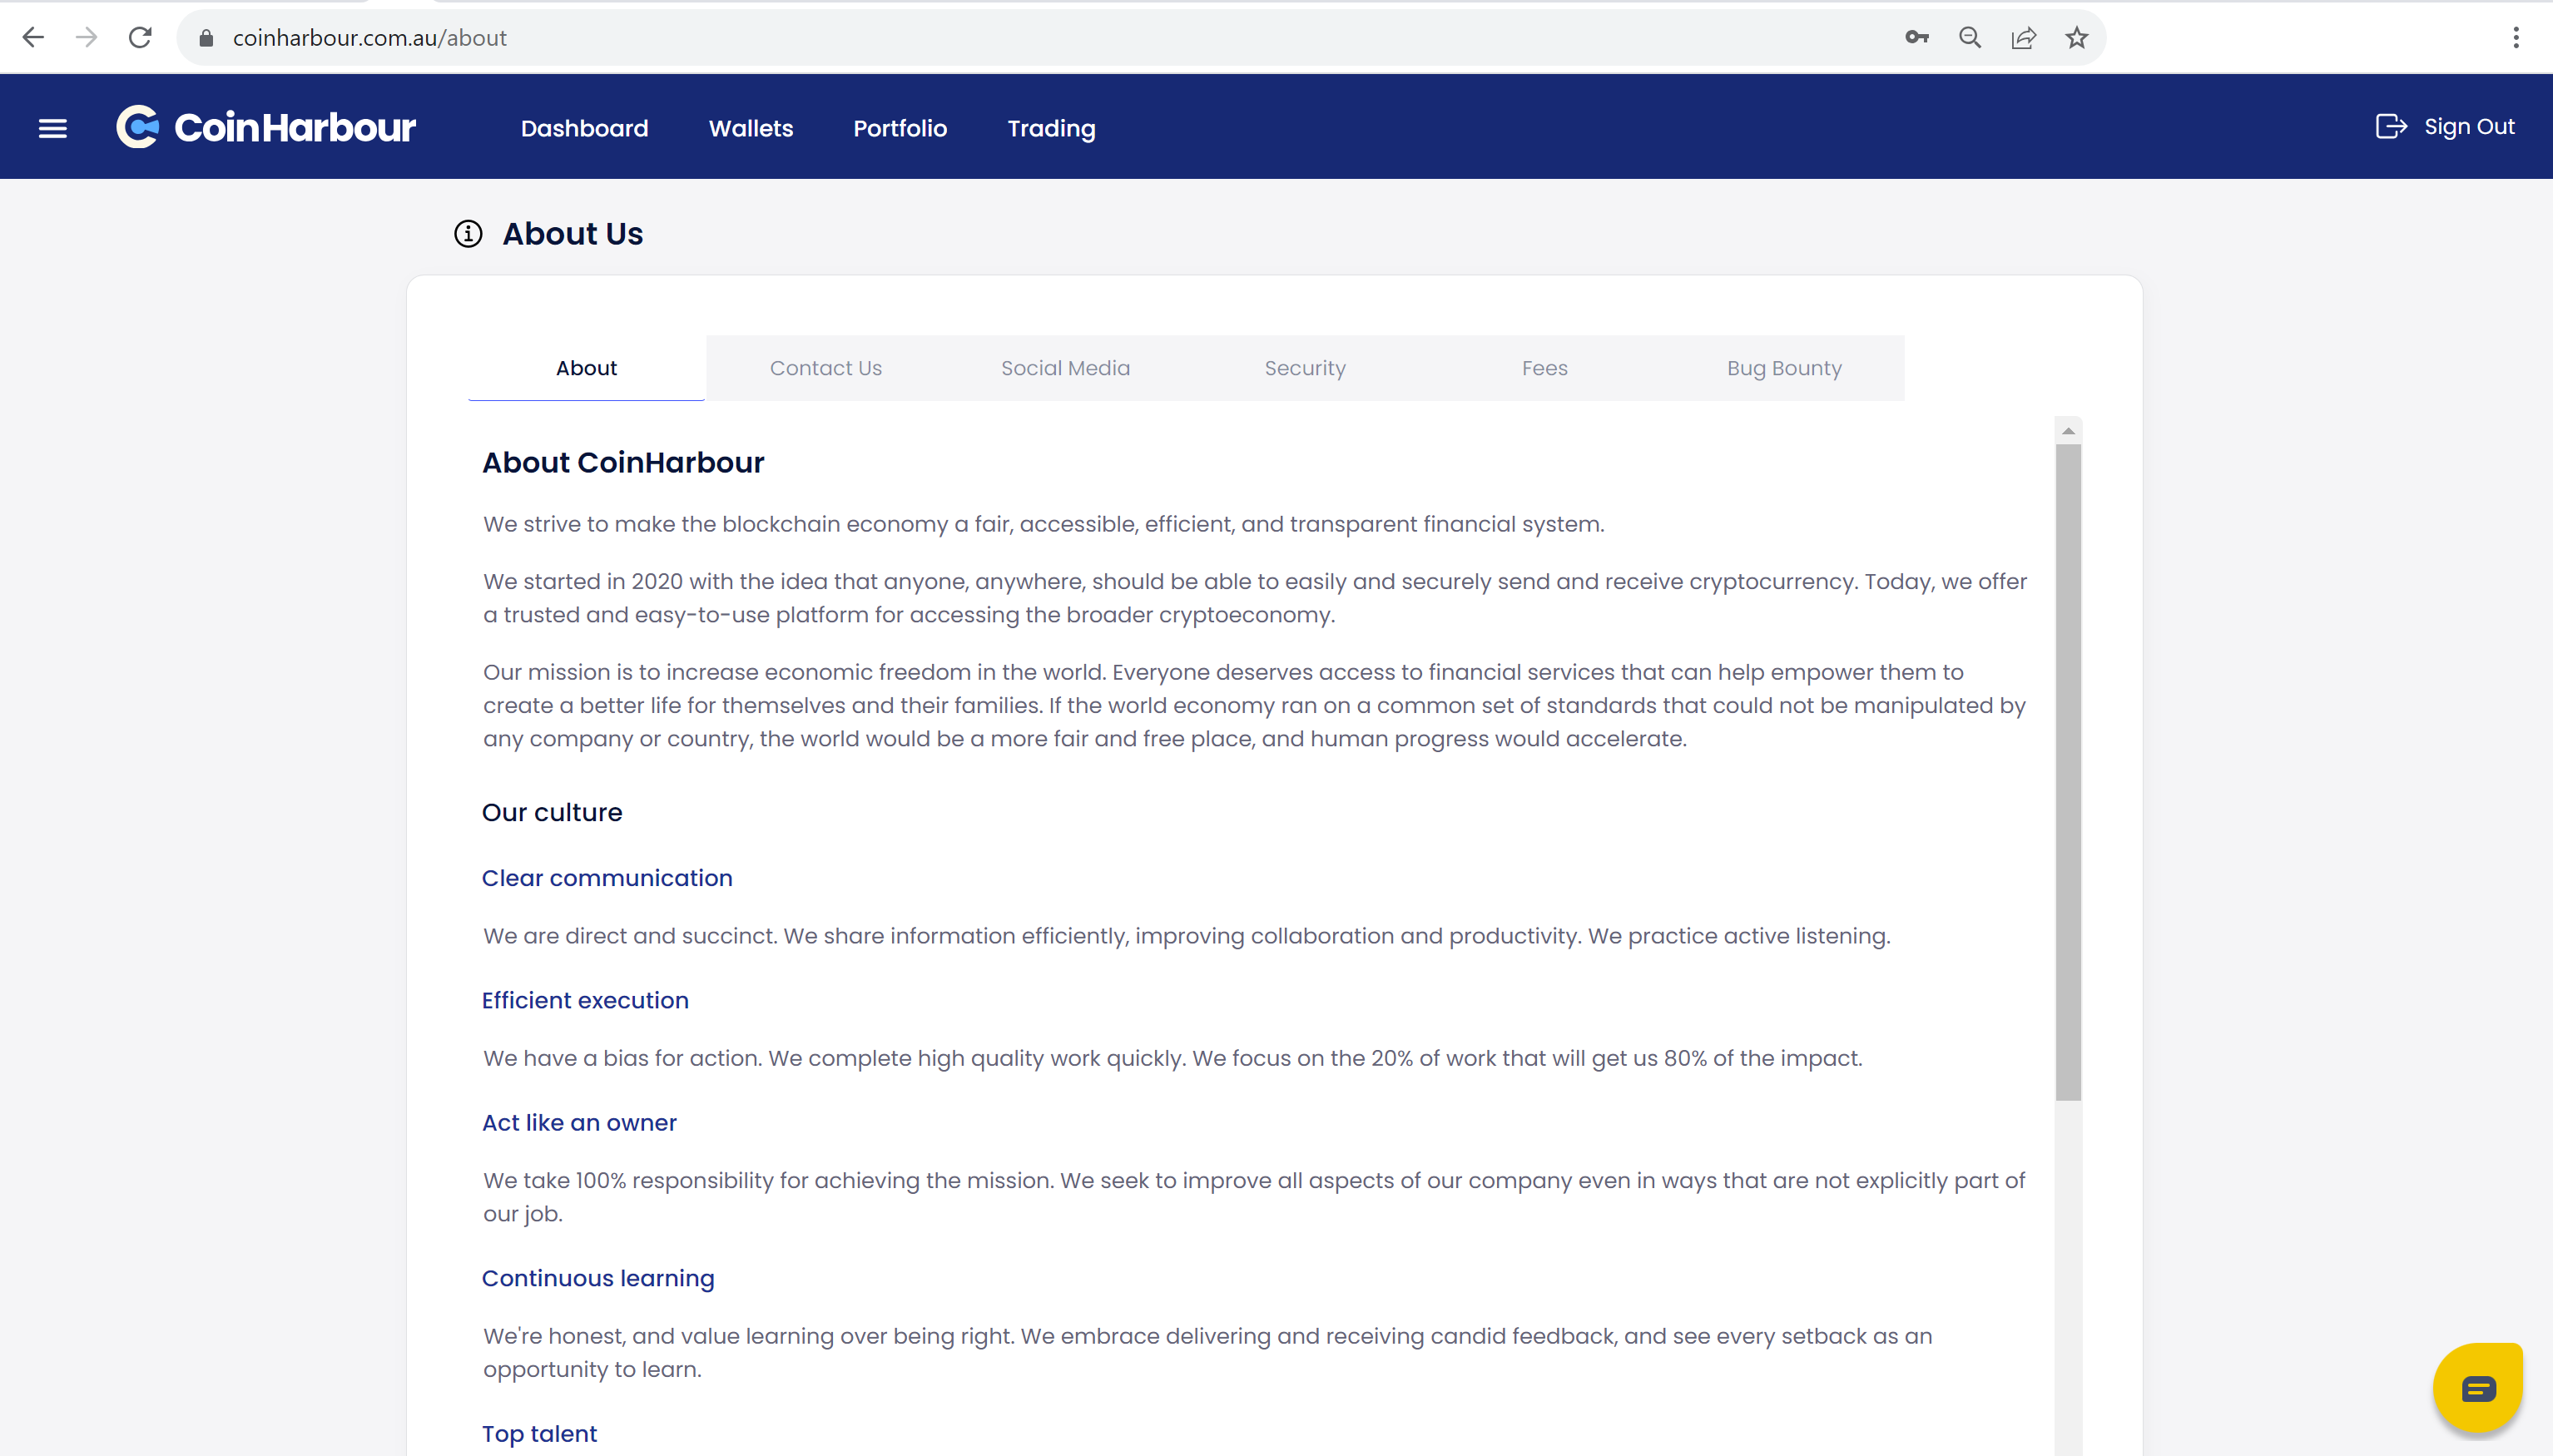 coinharbour.com.au/about
CoinHarbour
Dashboard
Wallets
Portfolio
Trading
Sign Out
About Us
About
Contact Us
Social Media
Security
Fees
Bug Bounty
About CoinHarbour
We strive to make the blockchain economy a fair, accessible, efficient, and transparent financial system.
We started in 2020 with the idea that anyone, anywhere, should be able to easily and securely send and receive cryptocurrency. Today, we offer
a trusted and easy-to-use platform for accessing the broader cryptoeconomy.
Our mission is to increase economic freedom in the world. Everyone deserves access to financial services that can help empower them to
create a better life for themselves and their families. If the world economy ran on a common set of standards that could not be manipulated by
any company or country, the world would be a more fair and free place, and human progress would accelerate.
Our culture
Clear communication
We are direct and succinct. We share information efficiently, improving collaboration and productivity. We practice active listening.
Efficient execution
We have a bias for action. We complete high quality work quickly. We focus on the 20% of work that will get us 80% of the impact.
Act like an owner
We take 100% responsibility for achieving the mission. We seek to improve all aspects of our company even in ways that are not explicitly part of
our job.
Continuous learning
We're honest, and value learning over being right. We embrace delivering and receiving candid feedback, and see every setback as an
opportunity to learn.
Top talent